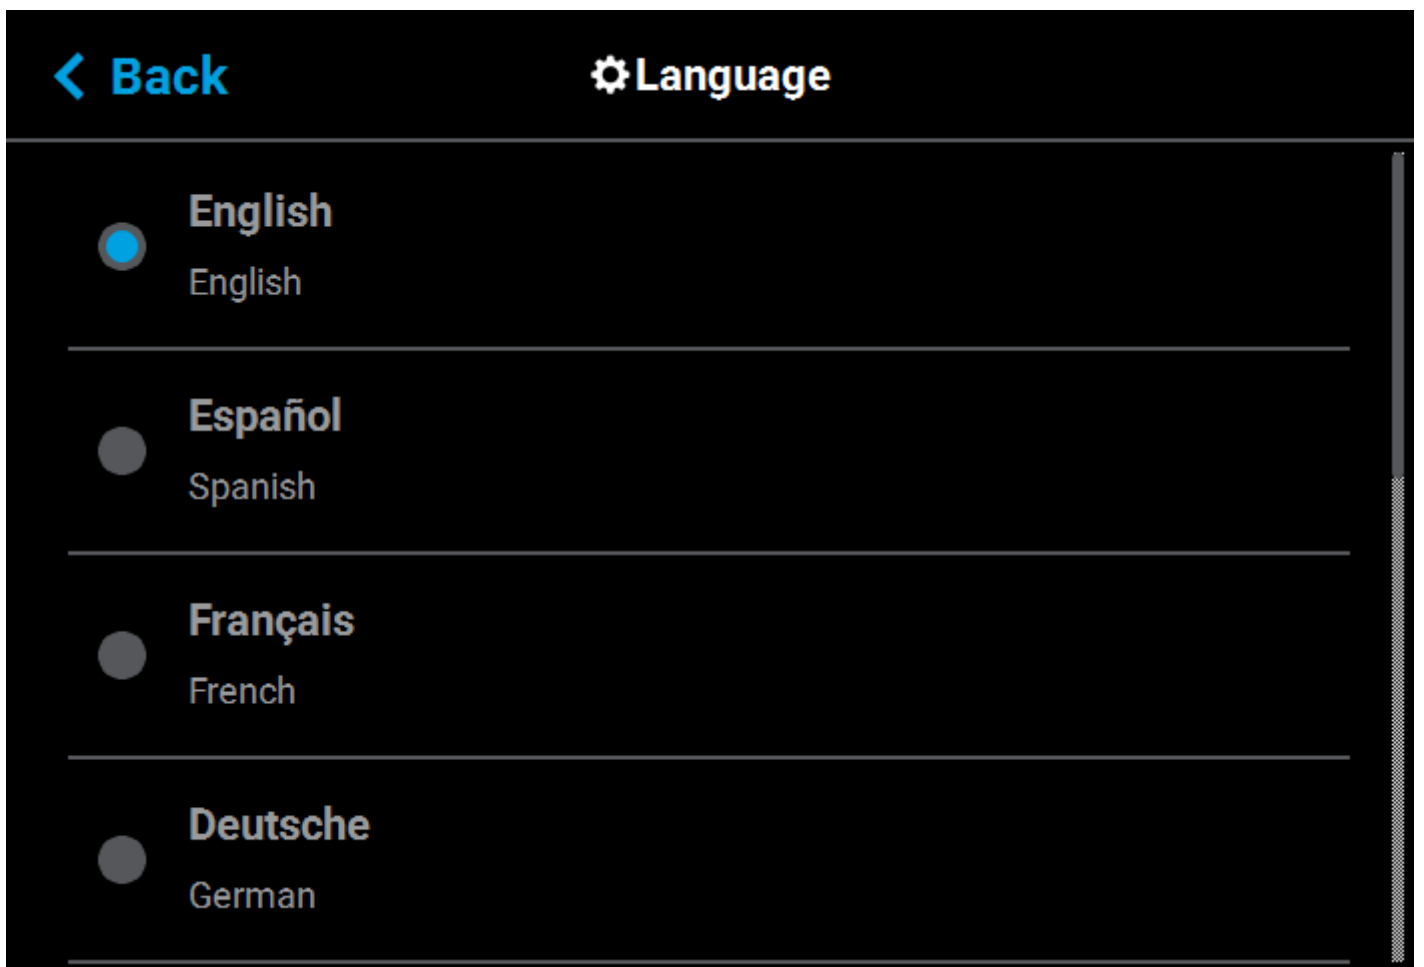 Back
Language
English
English
Español
Spanish
Français
French
Deutsche
German